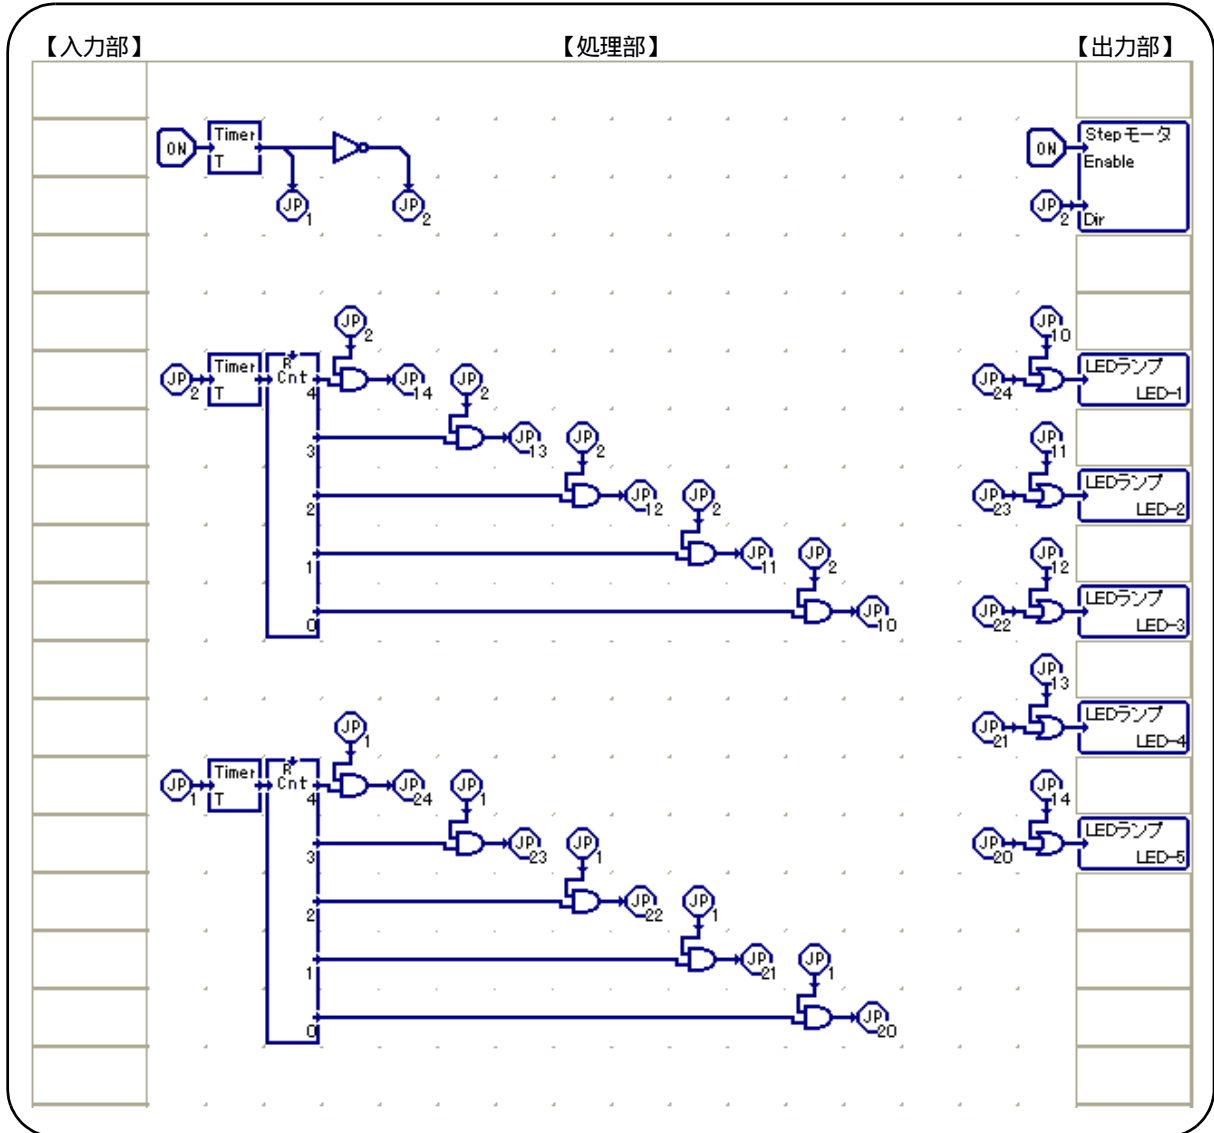 【入力部】
【処理部】
【出力部】
ON
Timer
T
JP
1
JP
2
ON
Stepモータ
Enable
JP
2
Dir
JP
2
JP
10
JP
2
Timer
T
R
Cnt
4
JP
14
JP
2
JP
24
LEDランプ
LED-1
3
JP
13
JP
2
JP
11
2
JP
12
JP
2
JP
23
LEDランプ
LED-2
1
JP
11
JP
2
JP
12
0
JP
10
JP
22
LEDランプ
LED-3
JP
13
JP
1
JP
21
LEDランプ
LED-4
JP
1
Timer
T
R
Cnt
4
JP
24
JP
1
JP
14
3
JP
23
JP
1
JP
20
LEDランプ
LED-5
2
JP
22
JP
1
1
JP
21
JP
1
0
JP
20